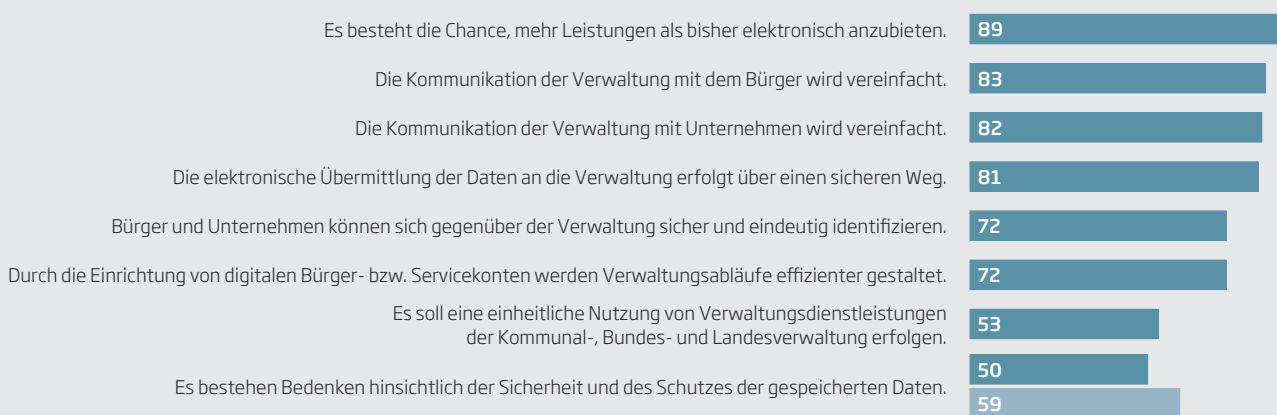 Es besteht die Chance, mehr Leistungen als bisher elektronisch anzubieten. 89
Die Kommunikation der Verwaltung mit dem Bürger wird vereinfacht. 83
Die Kommunikation der Verwaltung mit Unternehmen wird vereinfacht. 82
Die elektronische Übermittlung der Daten an die Verwaltung erfolgt über einen sicheren Weg. 81
Bürger und Unternehmen können sich gegenüber der Verwaltung sicher und eindeutig identifizieren. 72
Durch die Einrichtung von digitalen Bürger- bzw. Servicekonten werden Verwaltungsabläufe effizienter gestaltet. 72
Es soll eine einheitliche Nutzung von Verwaltungsdienstleistungen
der Kommunal-, Bundes- und Landesverwaltung erfolgen. 53
Es bestehen Bedenken hinsichtlich der Sicherheit und des Schutzes der gespeicherten Daten. 50
59